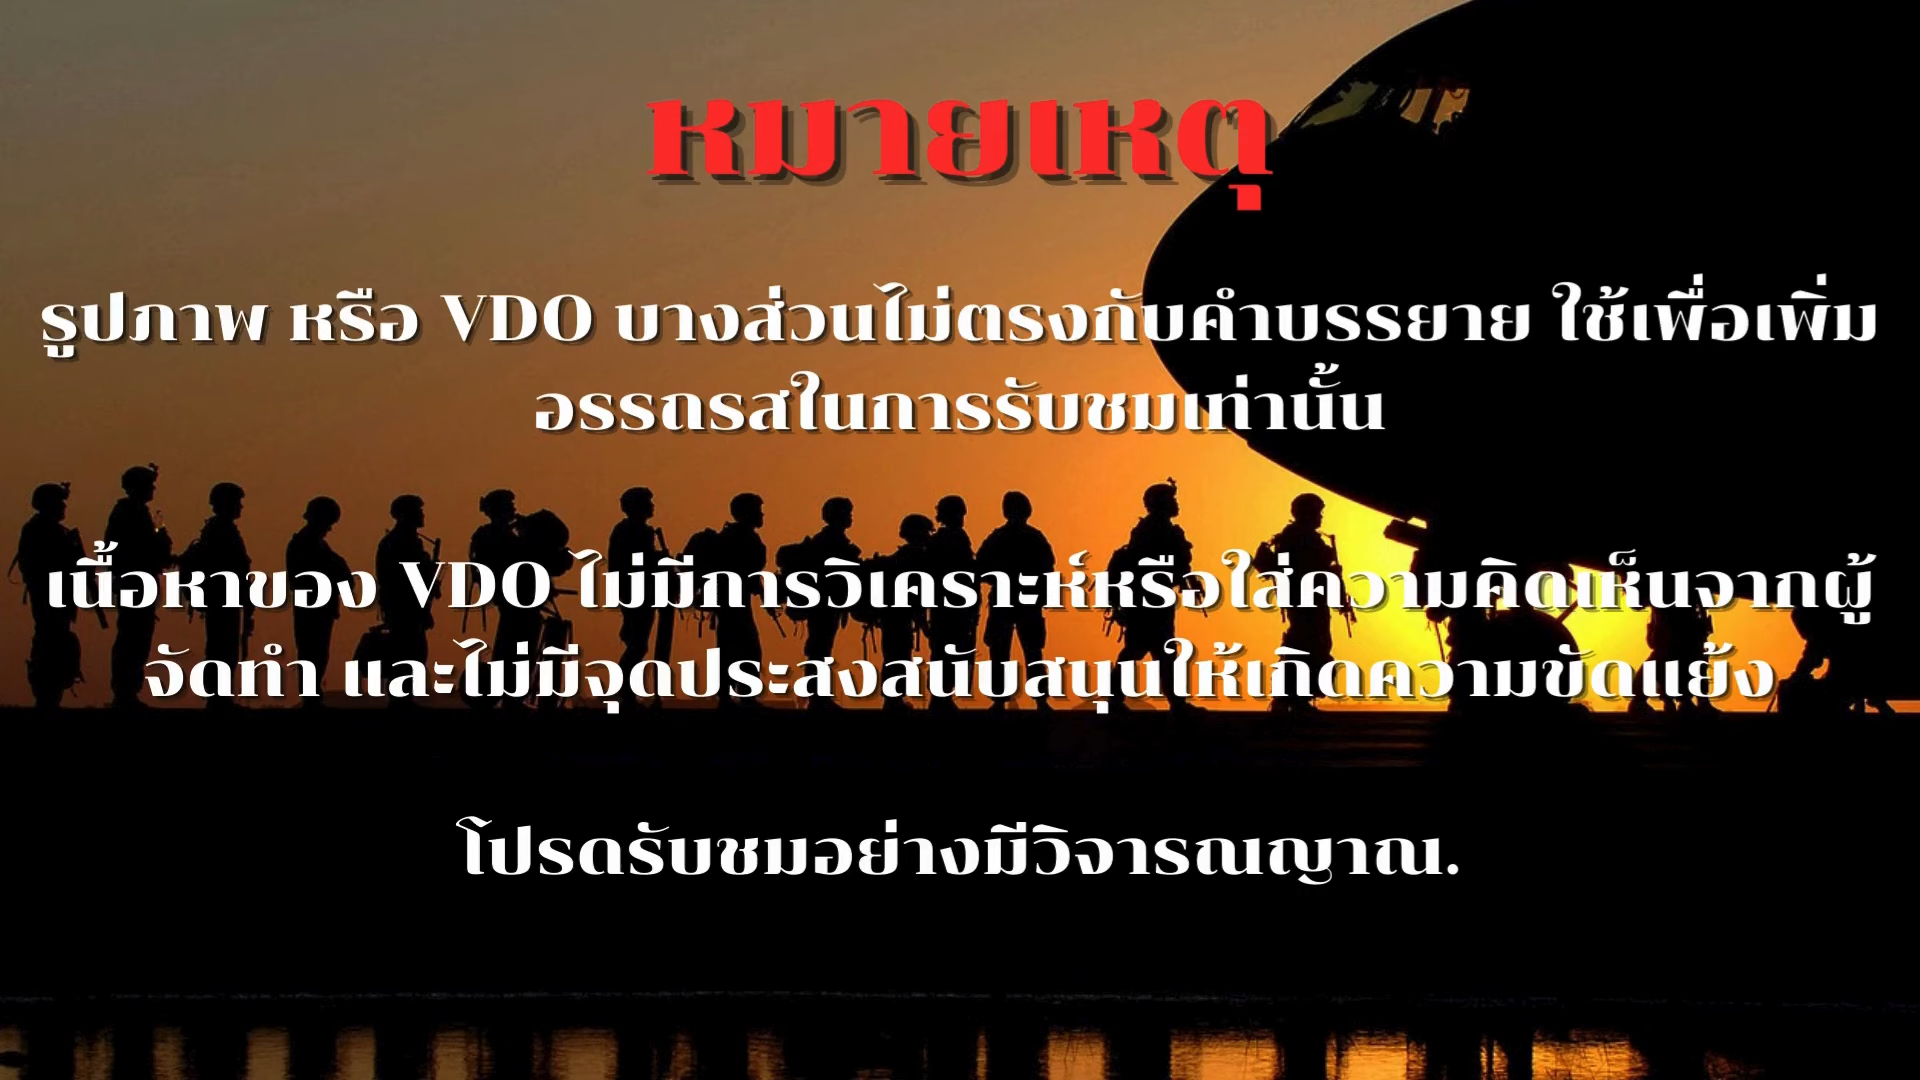 หมายเหตุ
รูปภาพ หรือ VDO บางส่วนไม่ตรงกับคำบรรยาย ใช้เพื่อเพิ่ม
อรรถรสในการรับชมเท่านั้น
เนื้อหาของ VDO ไม่มีการวิเคราะห์หรือใส่ความคิดเห็นจากผู้
จัดทำ และไม่มีจุดประสงสนับสนุนให้เกิดความขัดแย้ง
โปรดรับชมอย่างมีวิจารณญาณ.